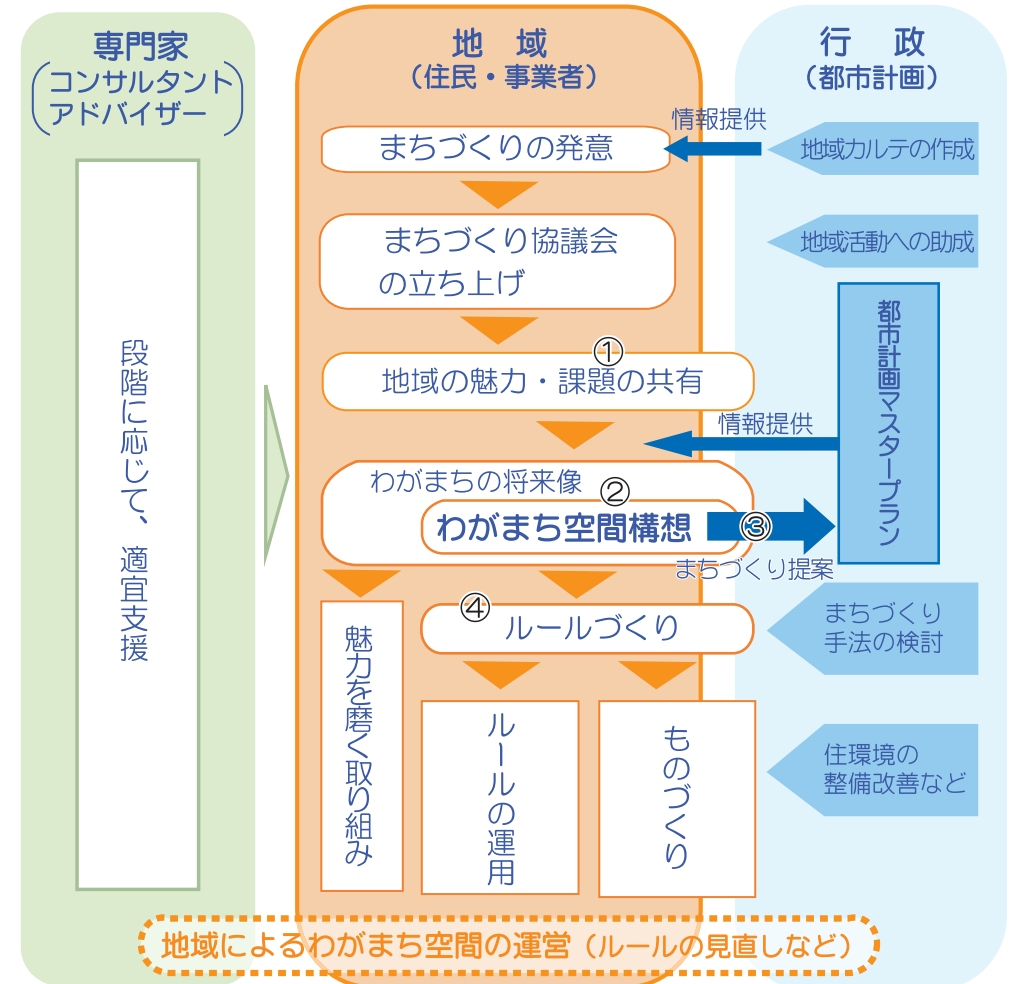 専門家
(コンサルタント
アドバイザー)
段階に応じて、適宜支援
地 域
(住民・事業者)
まちづくりの発意
まちづくり協議会
の立ち上げ
①
地域の魅力・課題の共有
わがまちの将来像
②
わがまち空間構想
③
まちづくり提案
④
ルールづくり
魅力を磨く取り組み
ルールの運用
ものづくり
行 政
(都市計画)
情報提供
地域カルテの作成
地域活動への助成
都市計画マスタープラン
情報提供
まちづくり
手法の検討
住環境の
整備改善など
地域によるわがまち空間の運営(ルールの見直しなど)